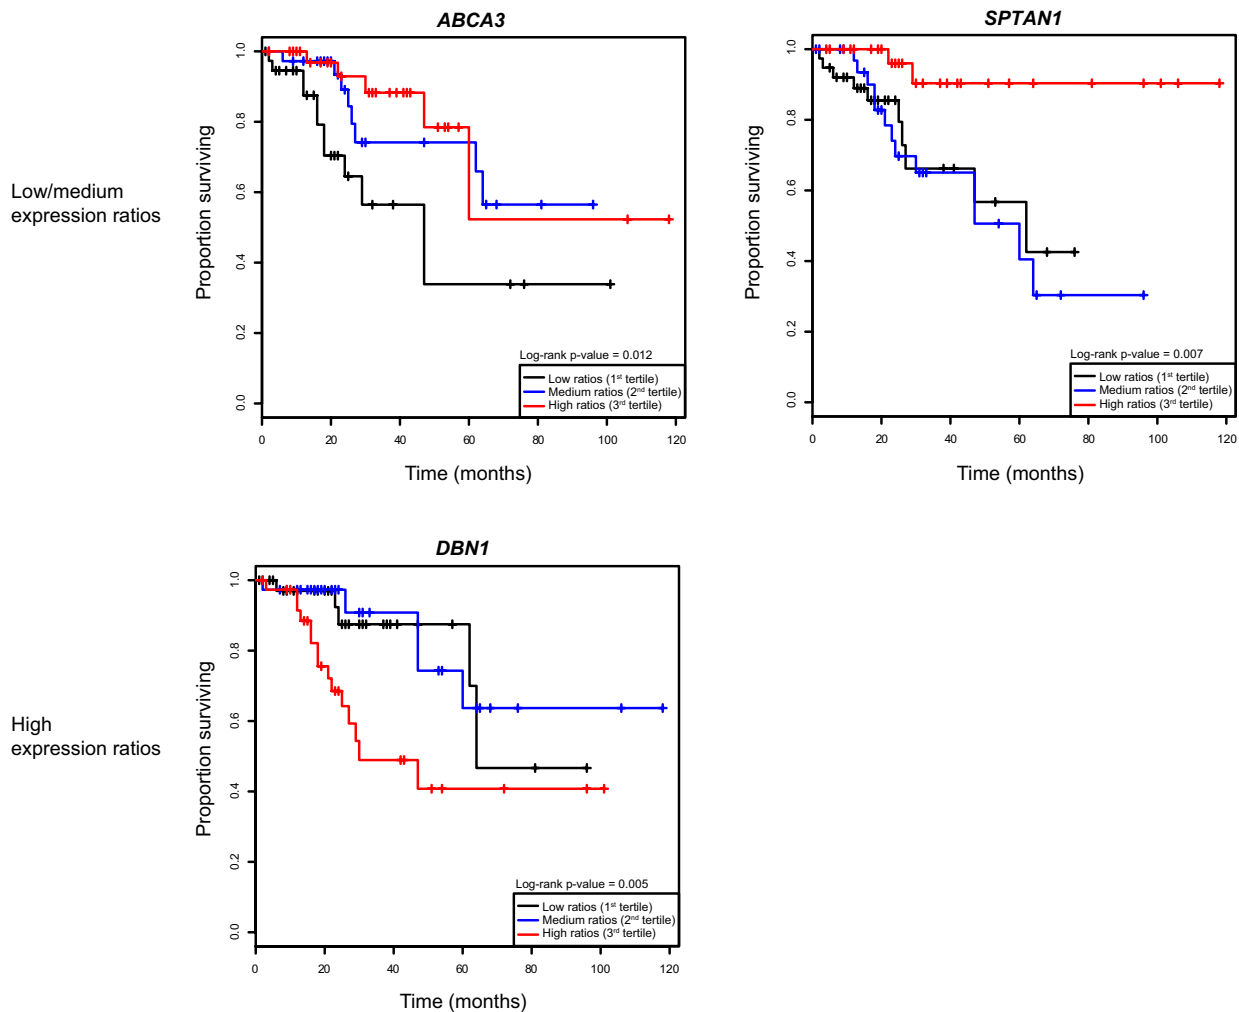 ABCA3
1.0
0.8
0.6
0.4
0.2
0.0
Proportion surviving
Log-rank p-value = 0.012
Low ratios (1st tertile)
Medium ratios (2nd tertile)
High ratios (3rd tertile)
0 20 40 60 80 100 120
Time (months)
SPTAN1
1.0
0.8
0.6
0.4
0.2
0.0
Proportion surviving
Log-rank p-value = 0.007
Low ratios (1st tertile)
Medium ratios (2nd tertile)
High ratios (3rd tertile)
0 20 40 60 80 100 120
Time (months)
Low/medium
expression ratios
DBN1
1.0
0.8
0.6
0.4
0.2
0.0
Proportion surviving
Log-rank p-value = 0.005
Low ratios (1st tertile)
Medium ratios (2nd tertile)
High ratios (3rd tertile)
0 20 40 60 80 100 120
Time (months)
High
expression ratios